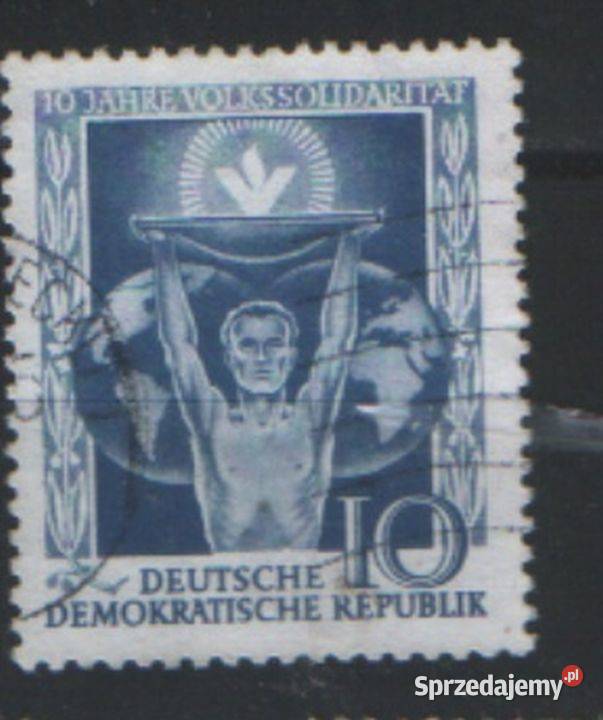 10 JAHRE VOLKSSOLIDARITÄT
10
DEUTSCHE
DEMOKRATISCHE REPUBLIK
Sprzedajemy.pl